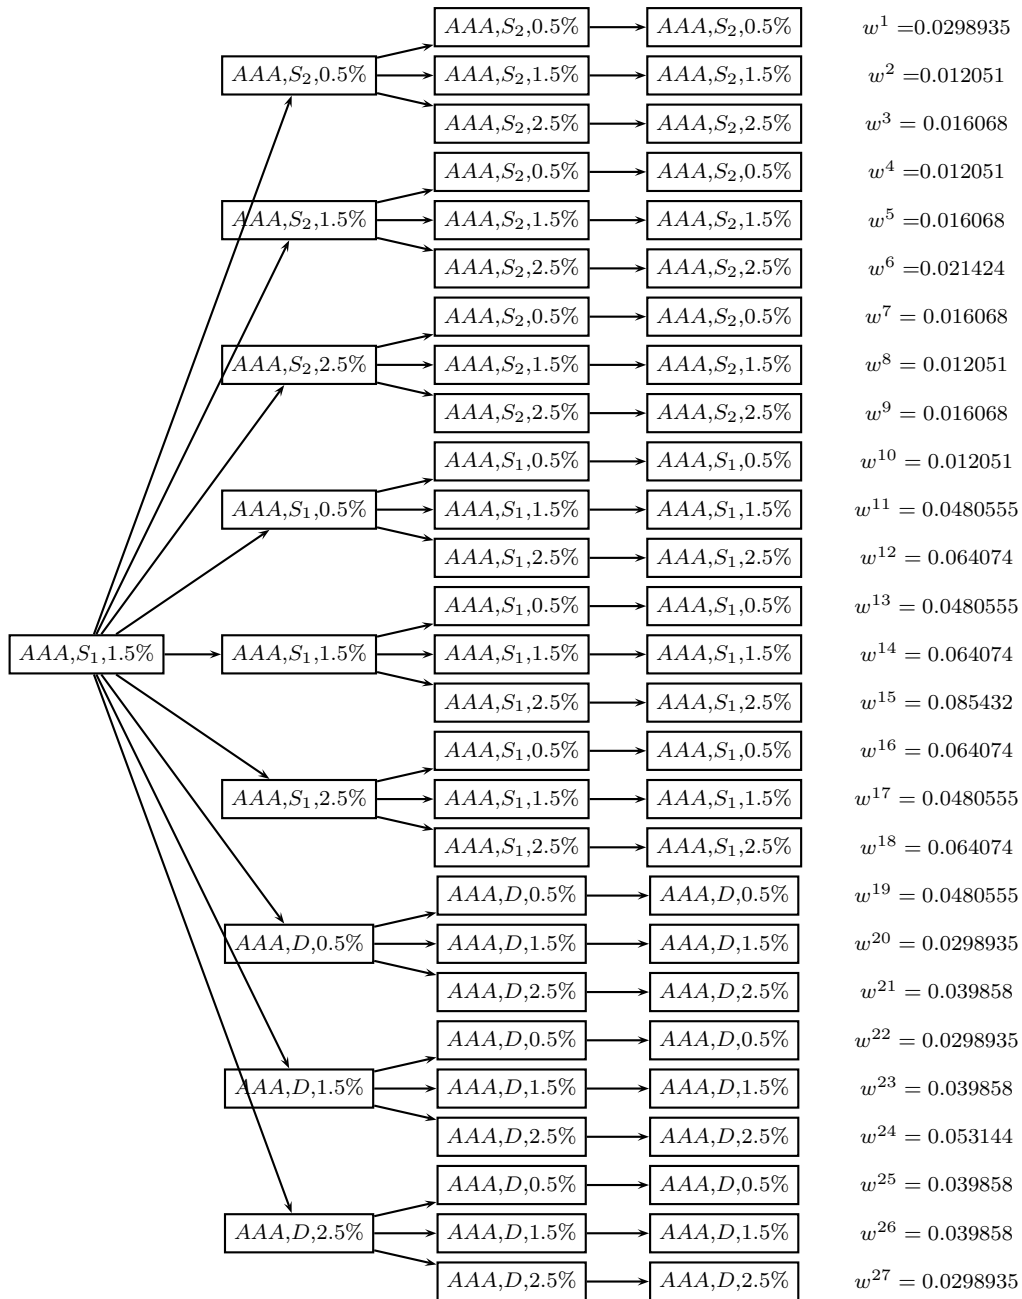 AAA,S₂,0.5% AAA,S₂,0.5% w¹ =0.0298935
AAA,S₂,0.5% AAA,S₂,1.5% AAA,S₂,1.5% w² =0.012051
AAA,S₂,2.5% AAA,S₂,2.5% w³ = 0.016068
AAA,S₂,0.5% AAA,S₂,0.5% w⁴ =0.012051
AAA,S₂,1.5% AAA,S₂,1.5% AAA,S₂,1.5% w⁵ = 0.016068
AAA,S₂,2.5% AAA,S₂,2.5% w⁶ =0.021424
AAA,S₂,0.5% AAA,S₂,0.5% w⁷ = 0.016068
AAA,S₂,2.5% AAA,S₂,1.5% AAA,S₂,1.5% w⁸ = 0.012051
AAA,S₂,2.5% AAA,S₂,2.5% w⁹ = 0.016068
AAA,S₁,0.5% AAA,S₁,0.5% w¹⁰ = 0.012051
AAA,S₁,0.5% AAA,S₁,1.5% AAA,S₁,1.5% w¹¹ = 0.0480555
AAA,S₁,2.5% AAA,S₁,2.5% w¹² = 0.064074
AAA,S₁,0.5% AAA,S₁,0.5% w¹³ = 0.0480555
AAA,S₁,1.5% AAA,S₁,1.5% AAA,S₁,1.5% AAA,S₁,1.5% w¹⁴ = 0.064074
AAA,S₁,2.5% AAA,S₁,2.5% w¹⁵ = 0.085432
AAA,S₁,0.5% AAA,S₁,0.5% w¹⁶ = 0.064074
AAA,S₁,2.5% AAA,S₁,1.5% AAA,S₁,1.5% w¹⁷ = 0.0480555
AAA,S₁,2.5% AAA,S₁,2.5% w¹⁸ = 0.064074
AAA,D,0.5% AAA,D,0.5% w¹⁹ = 0.0480555
AAA,D,0.5% AAA,D,1.5% AAA,D,1.5% w²⁰ = 0.0298935
AAA,D,2.5% AAA,D,2.5% w²¹ = 0.039858
AAA,D,0.5% AAA,D,0.5% w²² = 0.0298935
AAA,D,1.5% AAA,D,1.5% AAA,D,1.5% w²³ = 0.039858
AAA,D,2.5% AAA,D,2.5% w²⁴ = 0.053144
AAA,D,0.5% AAA,D,0.5% w²⁵ = 0.039858
AAA,D,2.5% AAA,D,1.5% AAA,D,1.5% w²⁶ = 0.039858
AAA,D,2.5% AAA,D,2.5% w²⁷ = 0.0298935